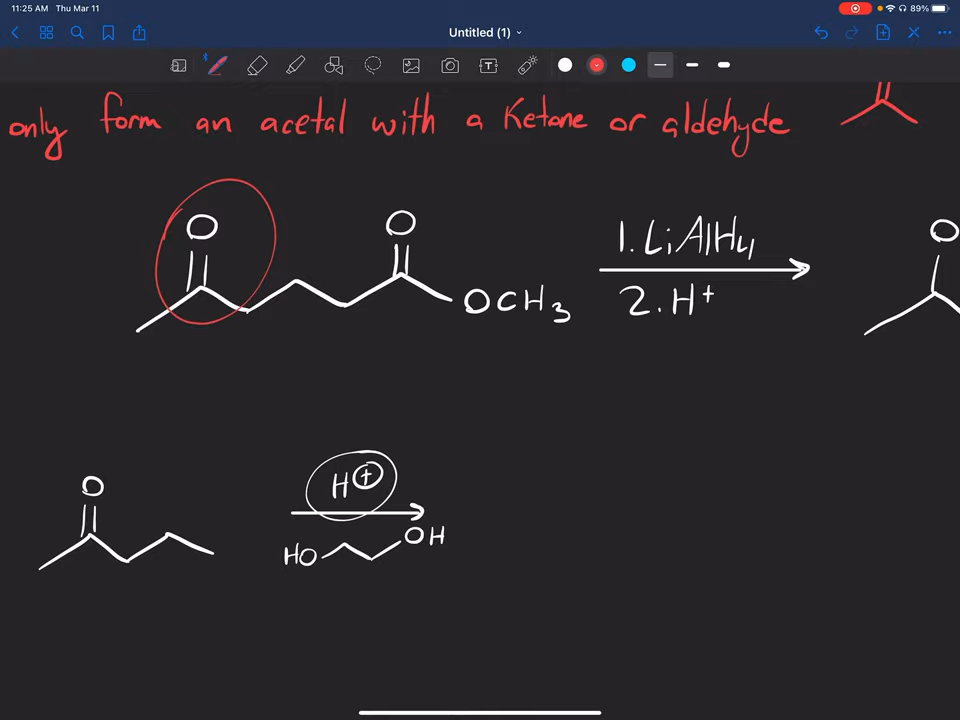 11:25 AM Thu Mar 11
89%
Untitled (1)
T
only form an acetal with a Ketone or aldehyde
O
O
OCH3
1. LiAlH4
2. H+
O
O
H+
HO
OH